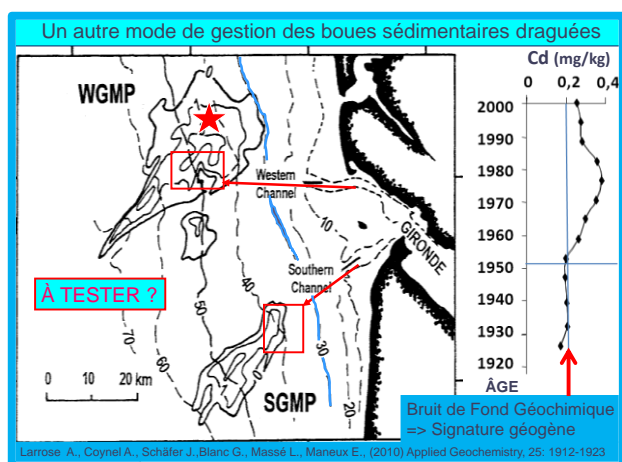 Un autre mode de gestion des boues sédimentaires draguées
Cd (mg/kg)
0 0,2 0,4
WGMP
0
Western
Channel
10
GIRONDE
Southern
Channel
À TESTER ?
70
60
50
40
30
20
0
0 10 20 km
SGMP
2000
1990
1980
1970
1960
1950
1940
1930
1920
ÂGE
Bruit de Fond Géochimique
=> Signature géogène
Larrose A., Coynel A., Schäfer J.,Blanc G., Massé L., Maneux E., (2010) Applied Geochemistry, 25: 1912-1923